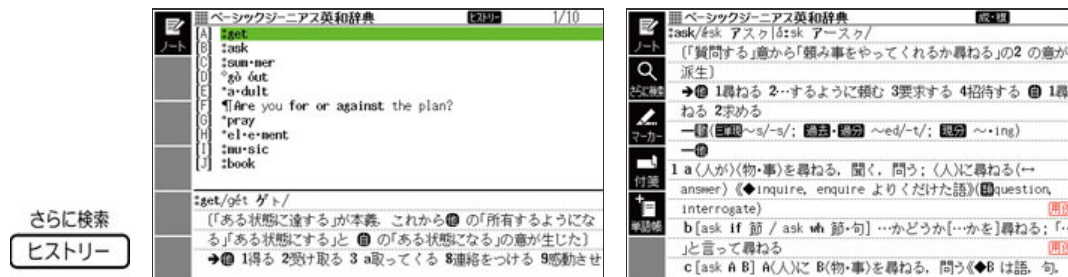 さらに検索
ヒストリー
ノート
ベーシックジーニアス英和辞典
ヒストリー
1/10
[A] ‡get
[B] ‡ask
[C] ‡sum･mer
[D] °gò óut
[E] *a･dult
[F] ¶Are you for or against the plan?
[G] *pray
[H] *el･e･ment
[I] ‡mu･sic
[J] ‡book
‡get/gét ゲト/
〔「ある状態に達する」が本義. これから他 の「所有するようにな
る」「ある状態にする」と 自 の「ある状態になる」の意が生じた〕
➔他 1得る 2受け取る 3 a取ってくる 8連絡をつける 9感動させ
ノート
さらに検索
マーカー
付箋
単語帳
ベーシックジーニアス英和辞典
成･複
‡ask/ǽsk アスク|ɑ́:sk アースク/
〔「質問する」意から「頼み事をやってくれるか尋ねる」の2 の意が
派生〕
➔他 1尋ねる 2…するように頼む 3要求する 4招待する 自 1尋
ねる 2求める
―動(三単現~s/-s/; 過去･過分 ~ed/-t/; 現分 ~･ing)
―他
1 a〈人が〉〈物･事〉を尋ねる, 聞く, 問う; 〈人〉に尋ねる(↔
answer)《◆inquire, enquire よりくだけた語》(類question,
interrogate)
用例
b[ask if 節 / ask wh 節･句] …かどうか[…かを]尋ねる; 「…
」と言って尋ねる
用例
c[ask A B] A〈人〉に B〈物･事〉を尋ねる, 問う《◆B は語, 句,